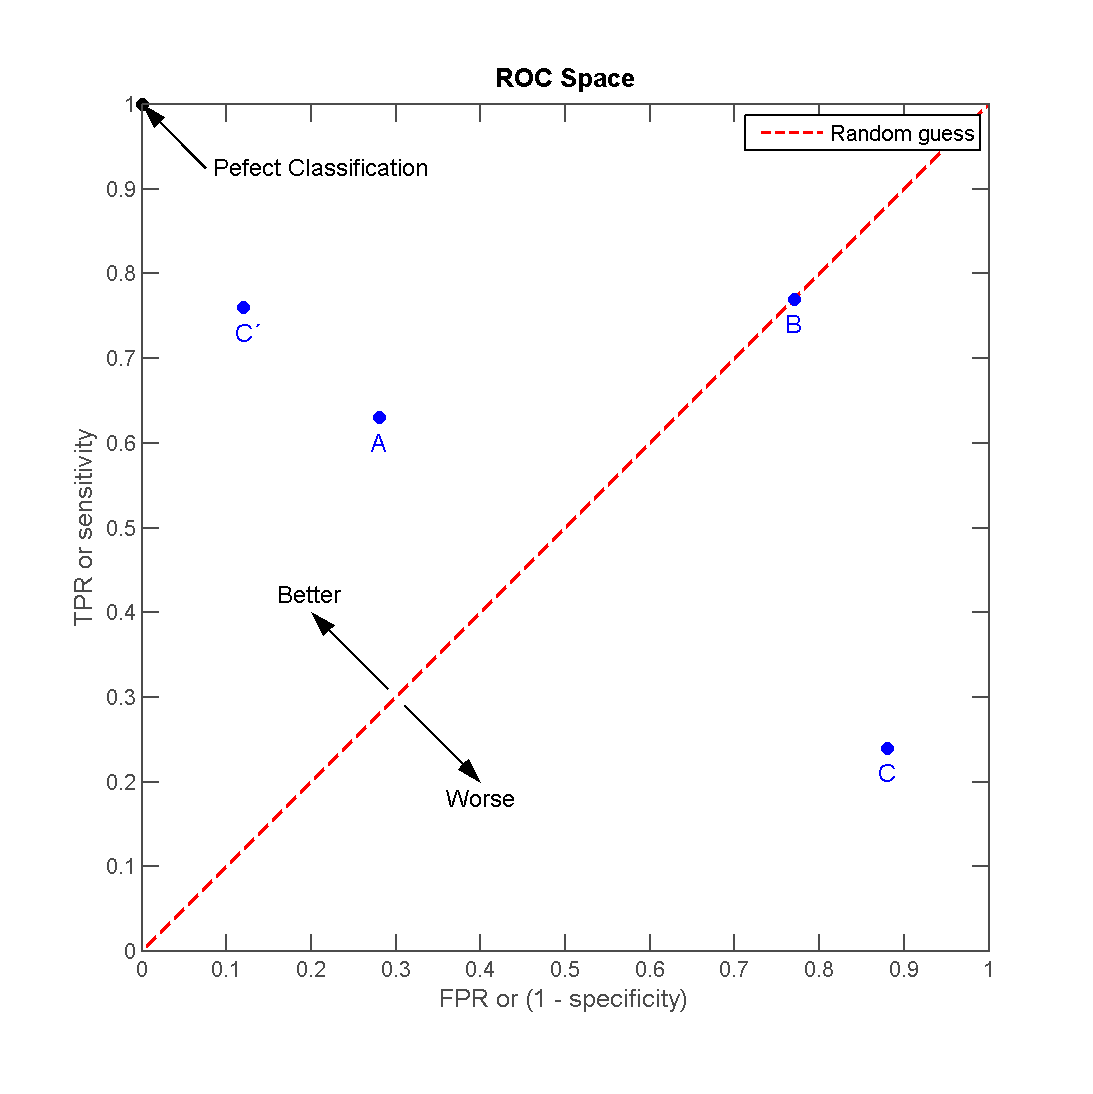 ROC Space
Random guess
Pefect Classification
C´
B
A
Better
Worse
C
TPR or sensitivity
1
0.9
0.8
0.7
0.6
0.5
0.4
0.3
0.2
0.1
0
0 0.1 0.2 0.3 0.4 0.5 0.6 0.7 0.8 0.9 1
FPR or (1 - specificity)